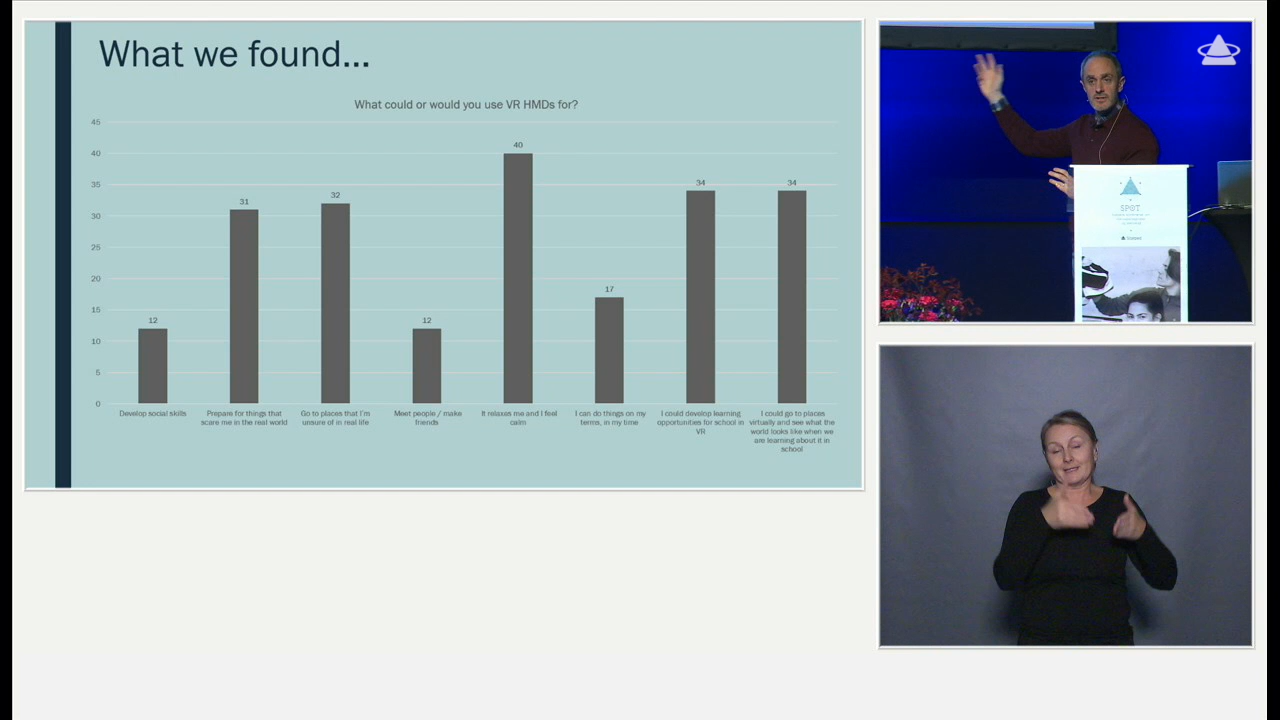 What we found...
What could or would you use VR HMDs for?
45
40
35
30
25
20
15
10
5
0
12
31
32
12
40
17
34
34
Develop social skills
Prepare for things that
scare me in the real world
Go to places that I'm
unsure of in real life
Meet people / make
friends
It relaxes me and I feel
calm
I can do things on my
terms, in my time
I could develop learning
opportunities for school in
VR
I could go to places
virtually and see what the
world looks like when we
are learning about it in
school
SP@T